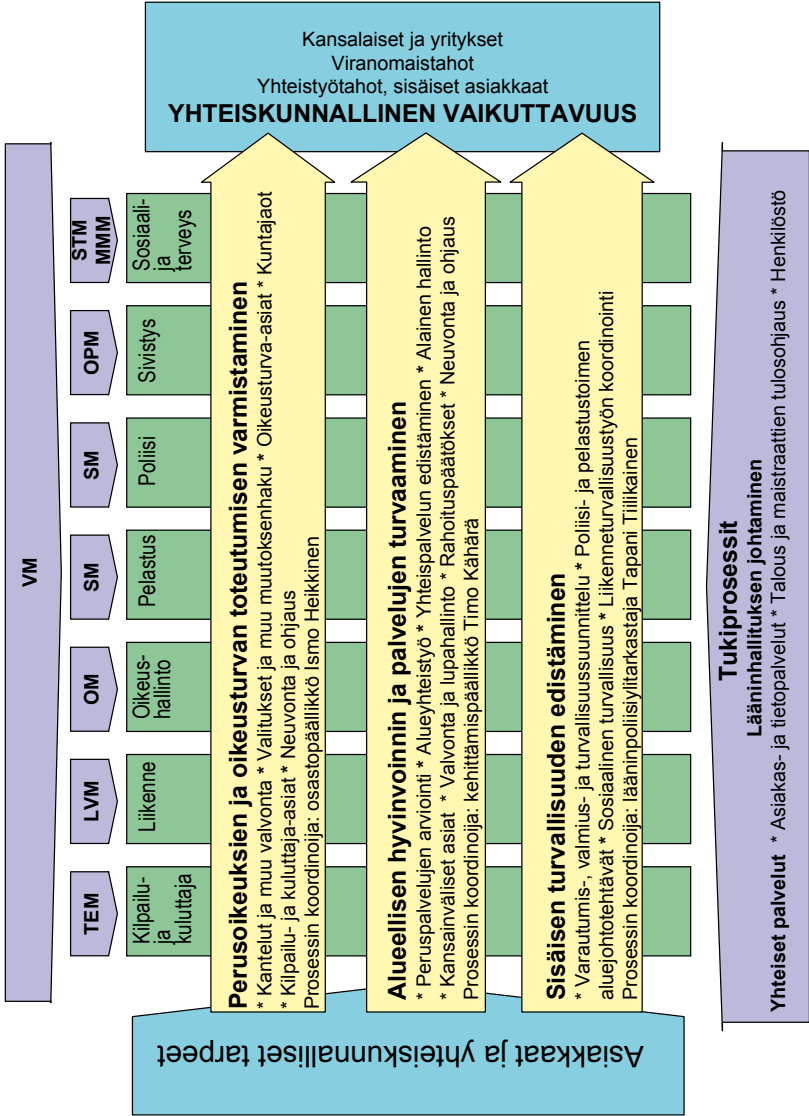 VM
TEM
LVM
OM
SM
SM
OPM
STM
MMM
Kilpailu-
ja
kuluttaja
Liikenne
Oikeus-
hallinto
Pelastus
Poliisi
Sivistys
Sosiaali-
ja
terveys
Asiakkaat ja yhteiskunnalliset tarpeet
Perusoikeuksien ja oikeusturvan toteutumisen varmistaminen
* Kantelut ja muu valvonta * Valitukset ja muu muutoksenhaku * Oikeusturva-asiat * Kuntajaot
* Kilpailu- ja kuluttaja-asiat * Neuvonta ja ohjaus
Prosessin koordinoija: osastopäällikkö Ismo Heikkinen
Alueellisen hyvinvoinnin ja palvelujen turvaaminen
* Peruspalvelujen arviointi * Alueyhteistyö * Yhteispalvelun edistäminen * Alainen hallinto
* Kansainväliset asiat * Valvonta ja lupahallinto * Rahoituspäätökset * Neuvonta ja ohjaus
Prosessin koordinoija: kehittämispäällikkö Timo Kähärä
Sisäisen turvallisuuden edistäminen
* Varautumis-, valmius- ja turvallisuussuunnittelu * Poliisi- ja pelastustoimen
aluejohtotehtävät * Sosiaalinen turvallisuus * Liikenneturvallisuustyön koordinointi
Prosessin koordinoija: lääninpoliisiylitarkastaja Tapani Tiilikainen
Kansalaiset ja yritykset
Viranomaistahot
Yhteistyötahot, sisäiset asiakkaat
YHTEISKUNNALLINEN VAIKUTTAVUUS
Tukiprosessit
Lääninhallituksen johtaminen
Yhteiset palvelut * Asiakas- ja tietopalvelut * Talous ja maistraattien tulosohjaus * Henkilöstö